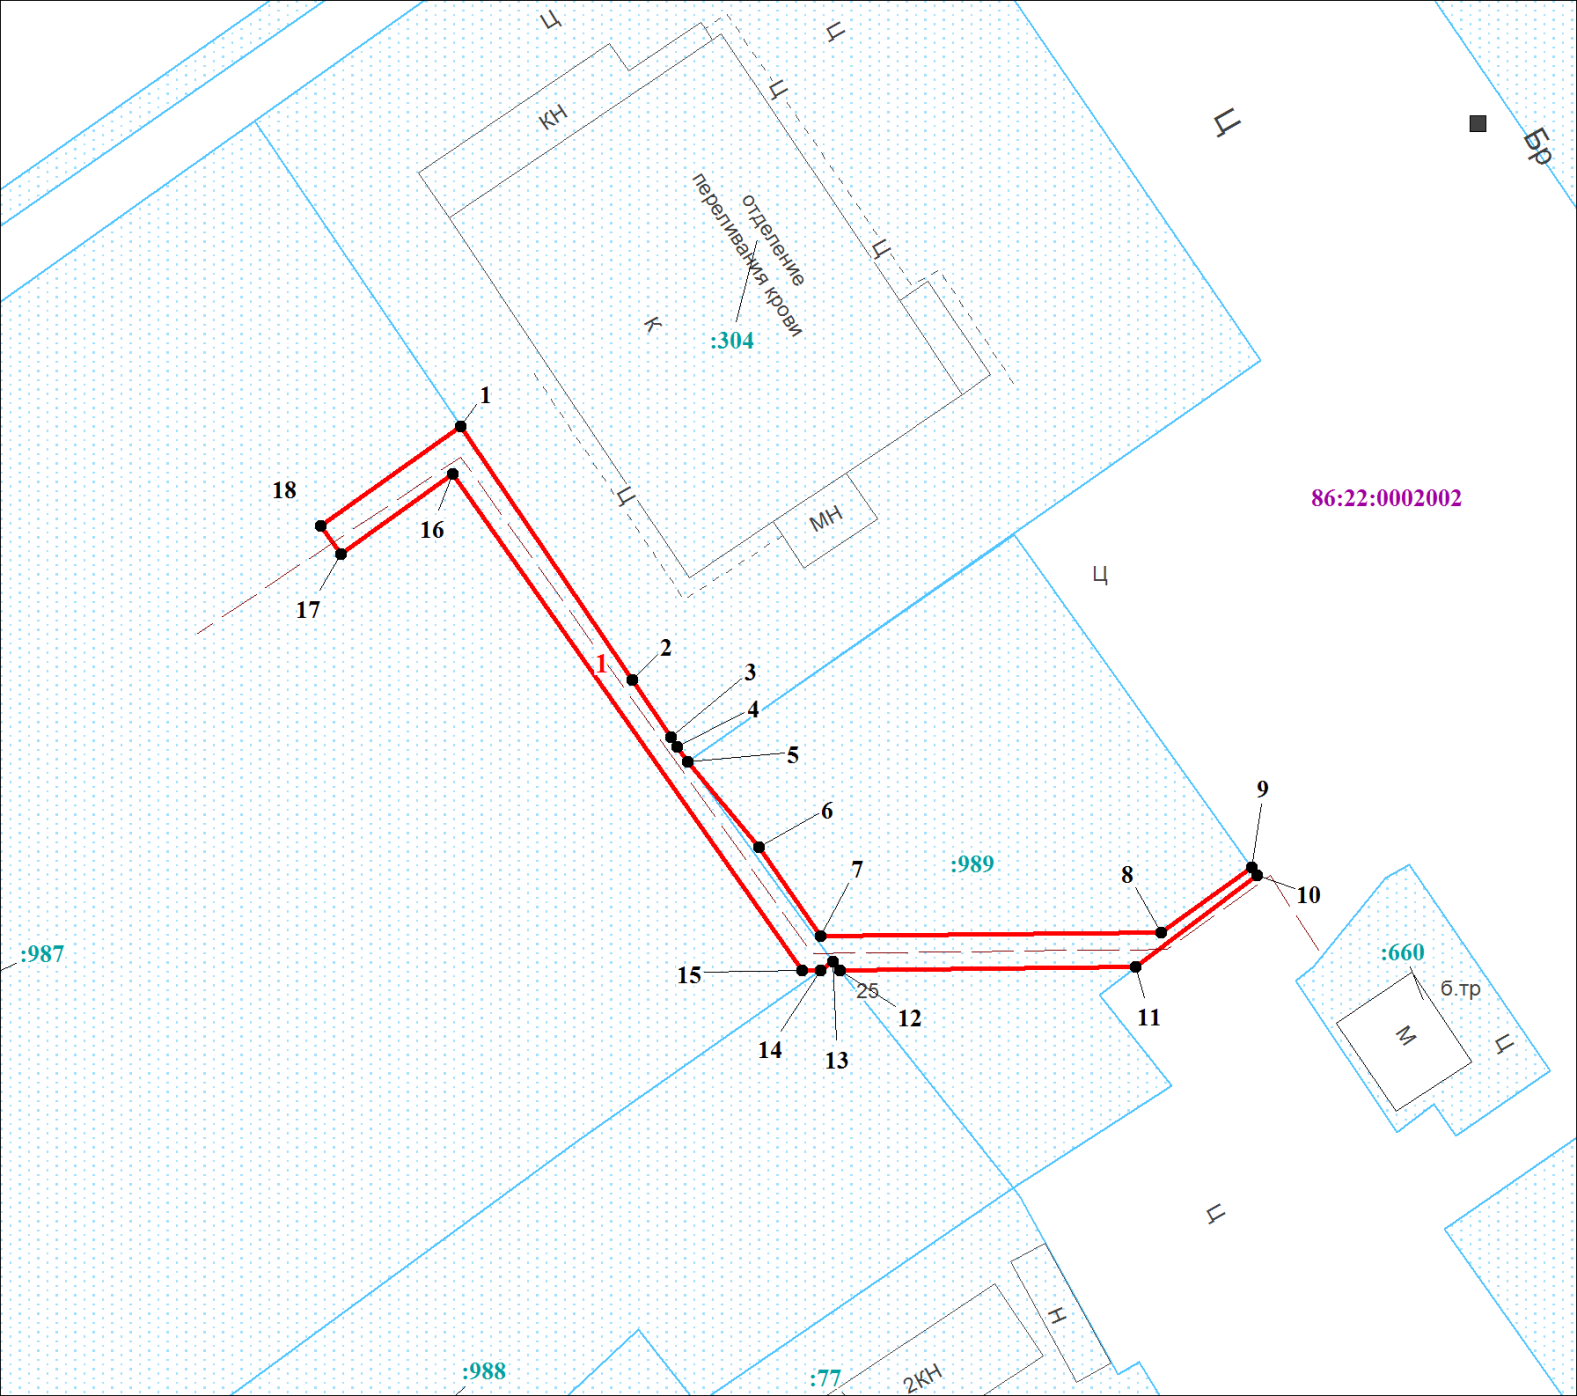 Ц
Ц
КН
Ц
Ц
Бр
отделение
переливания крови
Ц
К
:304
1
18
Ц
МН
86:22:0002002
16
Ц
17
1
2
3
4
5
9
6
:989
7
8
10
:987
15
25
12
11
:660
б.тр
14
13
М
Ц
Ц
Н
:988
:77
2КН